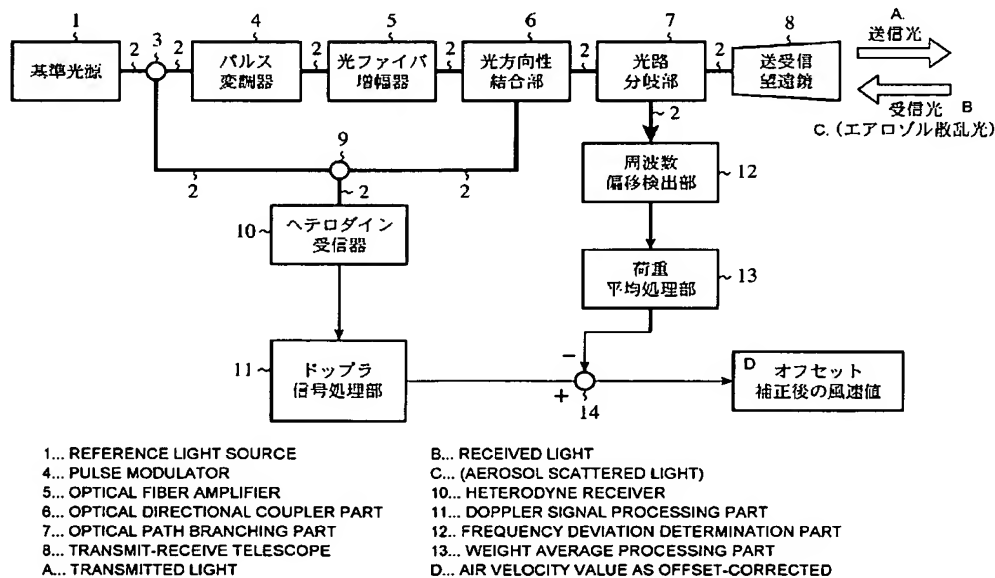 1
2
3
2
4
2
5
2
6
2
7
2
8
基準光源
パルス
変調器
光ファイバ
増幅器
光方向性
結合部
光路
分岐部
送受信
望遠鏡
A.
送信光
受信光
B
C. (エアロゾル散乱光)
2
9
2
2
2
周波数
偏移検出部
12
10
ヘテロダイン
受信器
荷重
平均処理部
13
11
ドップラ
信号処理部
−
+
14
D
オフセット
補正後の風速値
1... REFERENCE LIGHT SOURCE
4... PULSE MODULATOR
5... OPTICAL FIBER AMPLIFIER
6... OPTICAL DIRECTIONAL COUPLER PART
7... OPTICAL PATH BRANCHING PART
8... TRANSMIT-RECEIVE TELESCOPE
A... TRANSMITTED LIGHT
B... RECEIVED LIGHT
C... (AEROSOL SCATTERED LIGHT)
10... HETERODYNE RECEIVER
11... DOPPLER SIGNAL PROCESSING PART
12.. FREQUENCY DEVIATION DETERMINATION PART
13... WEIGHT AVERAGE PROCESSING PART
D... AIR VELOCITY VALUE AS OFFSET-CORRECTED